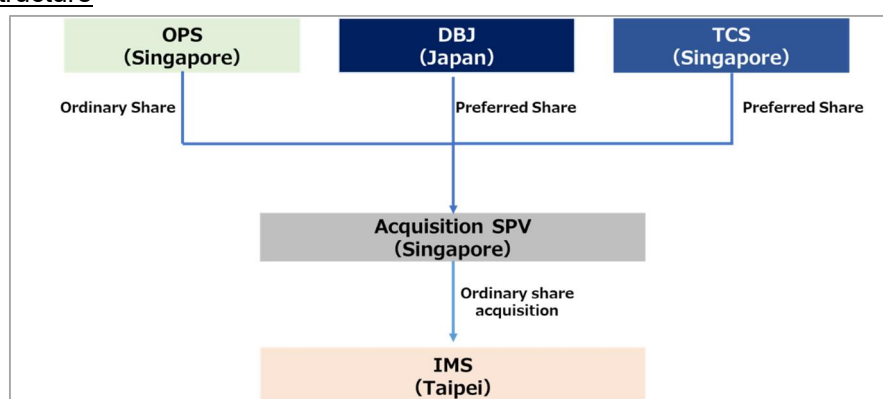 OPS
(Singapore)
DBJ
(Japan)
TCS
(Singapore)
Ordinary Share
Preferred Share
Preferred Share
Acquisition SPV
(Singapore)
Ordinary share
acquisition
IMS
(Taipei)